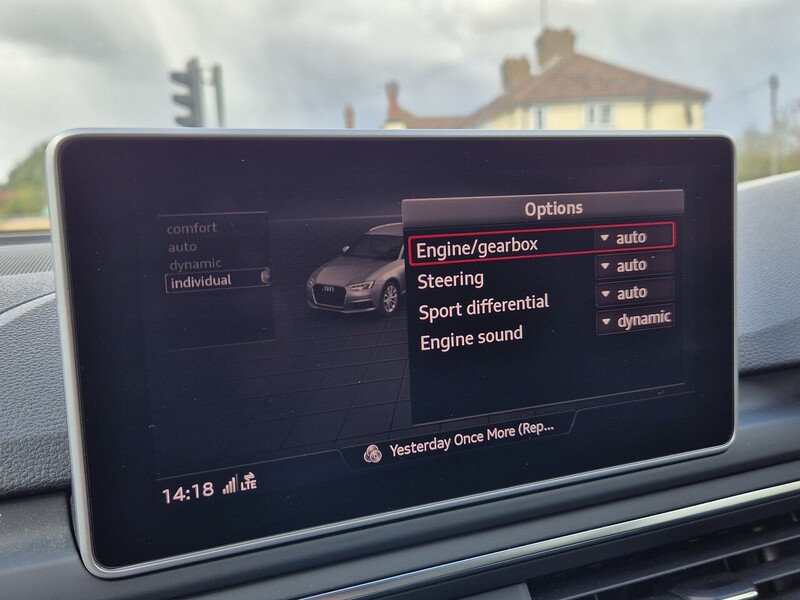 comfort
auto
dynamic
individual
Options
Engine/gearbox auto
Steering auto
Sport differential auto
Engine sound dynamic
Yesterday Once More (Rep...
14:18 LTE